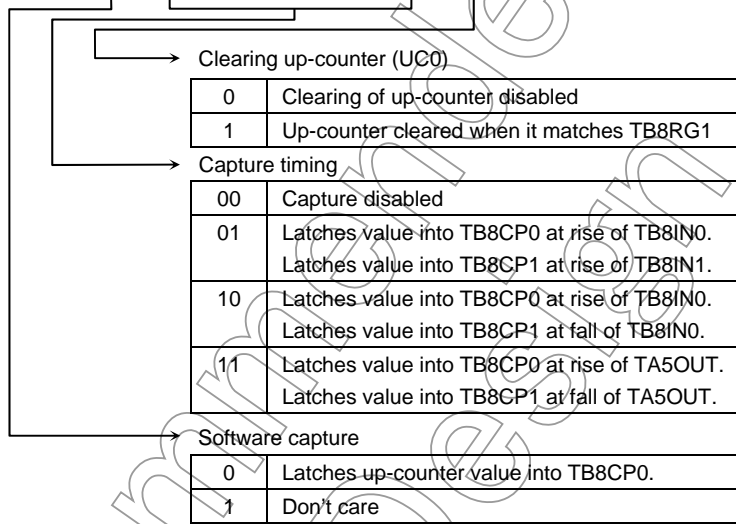 Clearing up-counter (UC0)
0 Clearing of up-counter disabled
1 Up-counter cleared when it matches TB8RG1
Capture timing
00 Capture disabled
01 Latches value into TB8CP0 at rise of TB8IN0.
Latches value into TB8CP1 at rise of TB8IN1.
10 Latches value into TB8CP0 at rise of TB8IN0.
Latches value into TB8CP1 at fall of TB8IN0.
11 Latches value into TB8CP0 at rise of TA5OUT.
Latches value into TB8CP1 at fall of TA5OUT.
Software capture
0 Latches up-counter value into TB8CP0.
1 Don't care